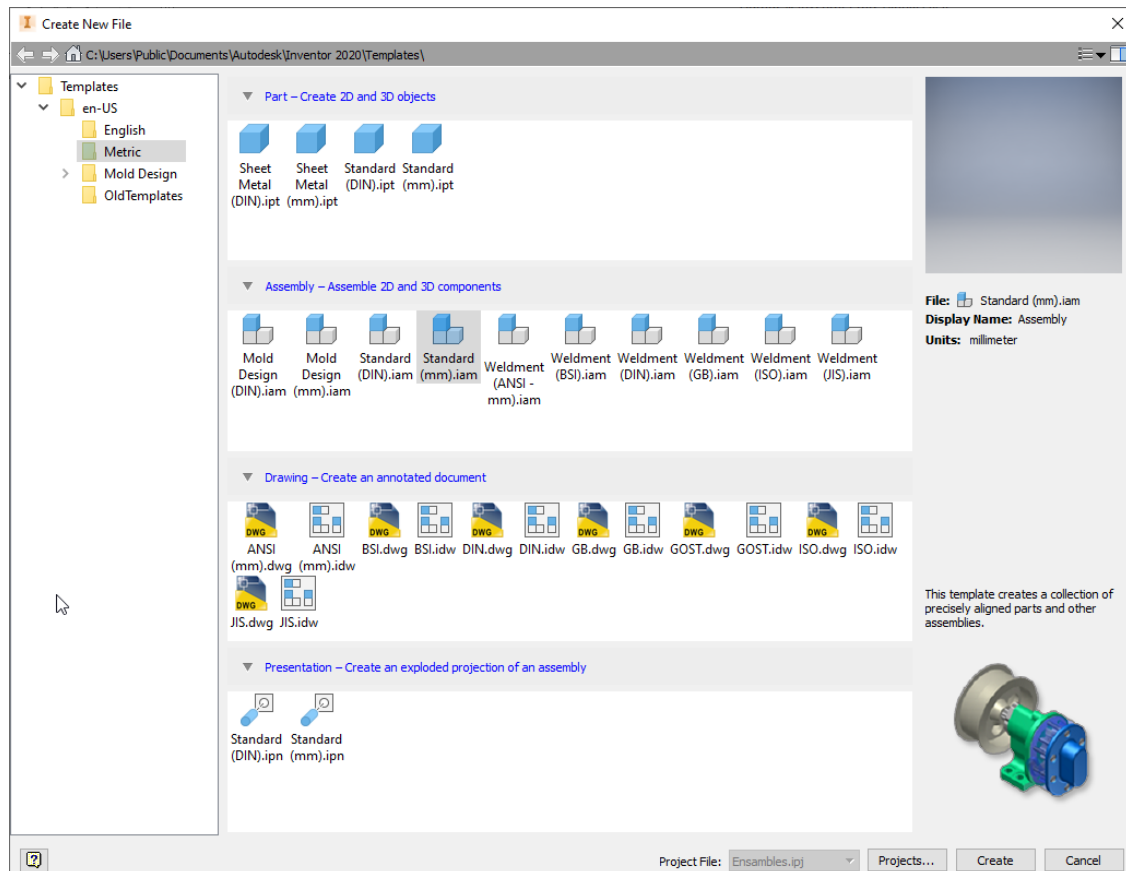 Create New File
C:\Users\Public\Documents\Autodesk\Inventor 2020\Templates\
Templates
en-US
English
Metric
Mold Design
OldTemplates
Part – Create 2D and 3D objects
Sheet Metal (DIN).ipt
Sheet Metal (mm).ipt
Standard (DIN).ipt
Standard (mm).ipt
Assembly – Assemble 2D and 3D components
Mold Design (DIN).iam
Mold Design (mm).iam
Standard (DIN).iam
Standard (mm).iam
Weldment (ANSI - mm).iam
Weldment (BSI).iam
Weldment (DIN).iam
Weldment (GB).iam
Weldment (ISO).iam
Weldment (JIS).iam
Drawing – Create an annotated document
DWG
ANSI (mm).dwg
ANSI (mm).idw
DWG
BSI.dwg
BSI.idw
DWG
DIN.dwg
DIN.idw
DWG
GB.dwg
GB.idw
DWG
GOST.dwg
GOST.idw
DWG
ISO.dwg
ISO.idw
DWG
JIS.dwg
JIS.idw
Presentation – Create an exploded projection of an assembly
Standard (DIN).ipn
Standard (mm).ipn
File: Standard (mm).iam
Display Name: Assembly
Units: millimeter
This template creates a collection of
precisely aligned parts and other
assemblies.
?
Project File: Ensambles.ipj
Projects...
Create
Cancel